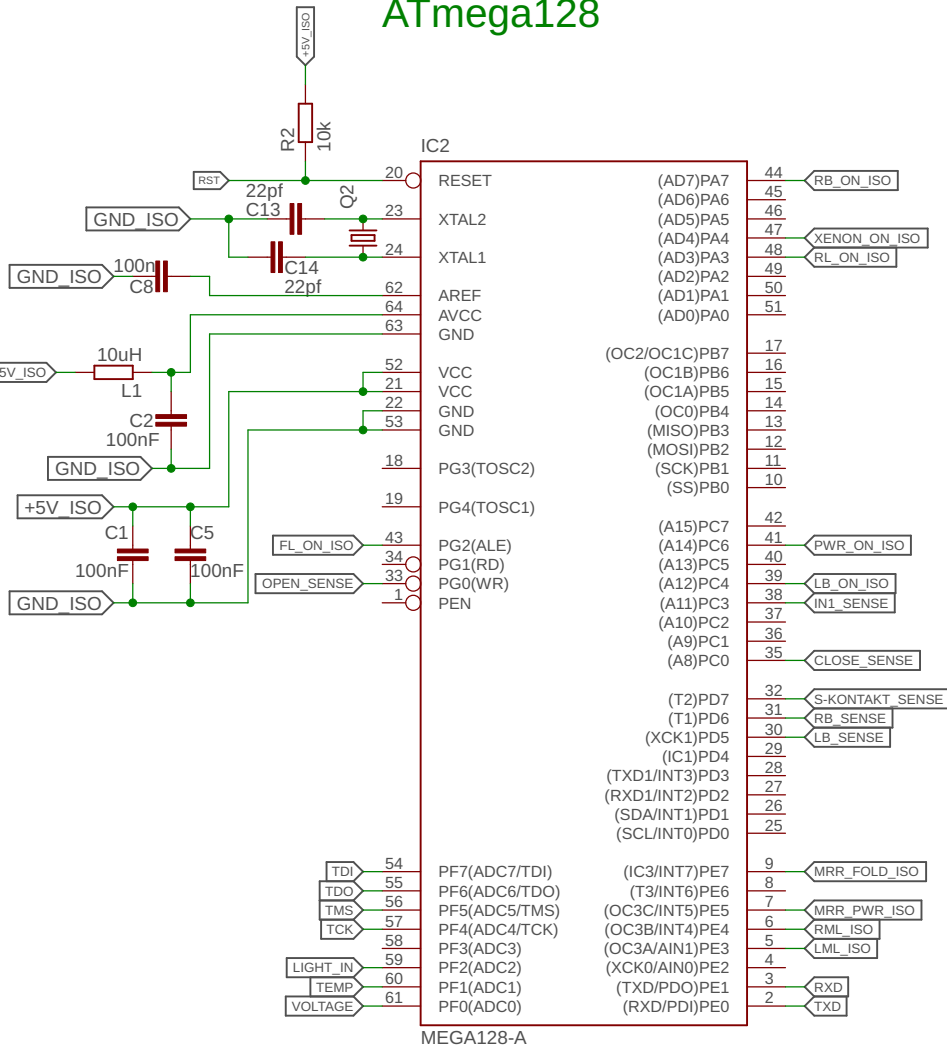 ATmega128
+5V_ISO
R2
10k
IC2
RST
20
RESET
22pf
C13
Q2
GND_ISO
23
XTAL2
24
XTAL1
C14
22pf
GND_ISO
100n
C8
62
AREF
64
AVCC
63
GND
5V_ISO
10uH
L1
52
VCC
21
VCC
22
GND
53
GND
C2
100nF
GND_ISO
18
PG3(TOSC2)
19
PG4(TOSC1)
+5V_ISO
C1
C5
100nF
100nF
GND_ISO
FL_ON_ISO
43
PG2(ALE)
34
PG1(RD)
OPEN_SENSE
33
PG0(WR)
1
PEN
TDI
54
PF7(ADC7/TDI)
TDO
55
PF6(ADC6/TDO)
TMS
56
PF5(ADC5/TMS)
TCK
57
PF4(ADC4/TCK)
58
PF3(ADC3)
LIGHT_IN
59
PF2(ADC2)
TEMP
60
PF1(ADC1)
VOLTAGE
61
PF0(ADC0)
(AD7)PA7
44
RB_ON_ISO
(AD6)PA6
45
(AD5)PA5
46
(AD4)PA4
47
XENON_ON_ISO
(AD3)PA3
48
RL_ON_ISO
(AD2)PA2
49
(AD1)PA1
50
(AD0)PA0
51
(OC2/OC1C)PB7
17
(OC1B)PB6
16
(OC1A)PB5
15
(OC0)PB4
14
(MISO)PB3
13
(MOSI)PB2
12
(SCK)PB1
11
(SS)PB0
10
(A15)PC7
42
(A14)PC6
41
PWR_ON_ISO
(A13)PC5
40
(A12)PC4
39
LB_ON_ISO
(A11)PC3
38
IN1_SENSE
(A10)PC2
37
(A9)PC1
36
(A8)PC0
35
CLOSE_SENSE
(T2)PD7
32
S-KONTAKT_SENSE
(T1)PD6
31
RB_SENSE
(XCK1)PD5
30
LB_SENSE
(IC1)PD4
29
(TXD1/INT3)PD3
28
(RXD1/INT2)PD2
27
(SDA/INT1)PD1
26
(SCL/INT0)PD0
25
(IC3/INT7)PE7
9
MRR_FOLD_ISO
(T3/INT6)PE6
8
(OC3C/INT5)PE5
7
MRR_PWR_ISO
(OC3B/INT4)PE4
6
RML_ISO
(OC3A/AIN1)PE3
5
LML_ISO
(XCK0/AIN0)PE2
4
(TXD/PDO)PE1
3
RXD
(RXD/PDI)PE0
2
TXD
MEGA128-A